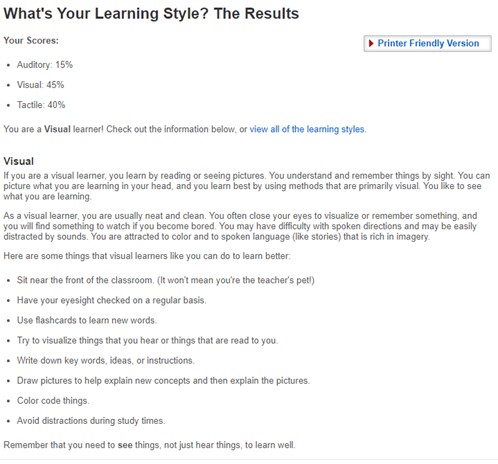 What's Your Learning Style? The Results
Your Scores:
Printer Friendly Version
• Auditory: 15%
• Visual: 45%
• Tactile: 40%
You are a Visual learner! Check out the information below, or view all of the learning styles.
Visual
If you are a visual learner, you learn by reading or seeing pictures. You understand and remember things by sight. You can
picture what you are learning in your head, and you learn best by using methods that are primarily visual. You like to see
what you are learning.
As a visual learner, you are usually neat and clean. You often close your eyes to visualize or remember something, and
you will find something to watch if you become bored. You may have difficulty with spoken directions and may be easily
distracted by sounds. You are attracted to color and to spoken language (like stories) that is rich in imagery.
Here are some things that visual learners like you can do to learn better:
• Sit near the front of the classroom. (It won't mean you're the teacher's pet!)
• Have your eyesight checked on a regular basis.
• Use flashcards to learn new words.
• Try to visualize things that you hear or things that are read to you.
• Write down key words, ideas, or instructions.
• Draw pictures to help explain new concepts and then explain the pictures.
• Color code things.
• Avoid distractions during study times.
Remember that you need to see things, not just hear things, to learn well.